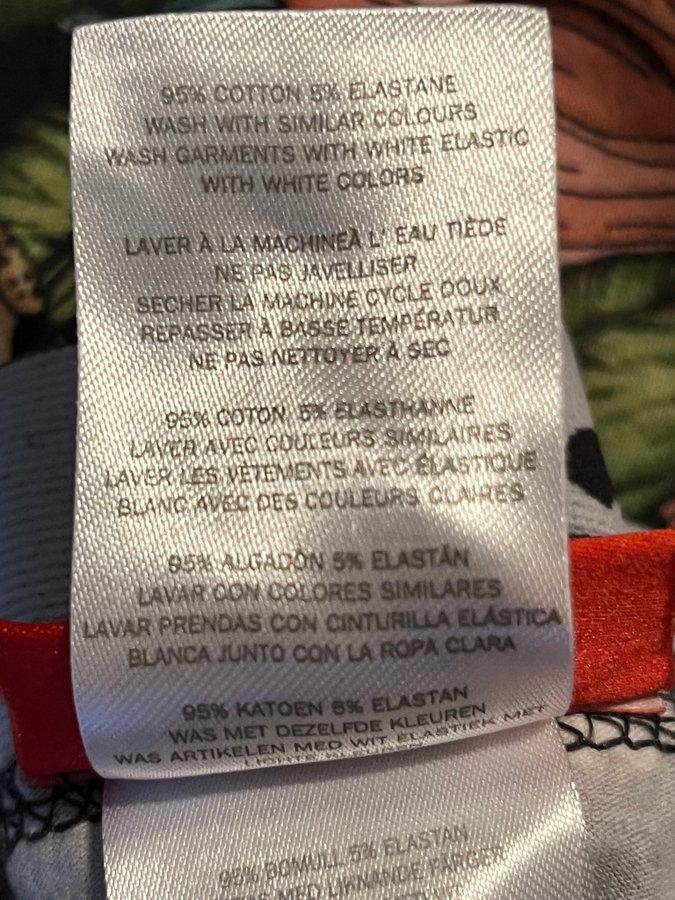 95% COTTON 5% ELASTANE
WASH WITH SIMILAR COLOURS
WASH GARMENTS WITH WHITE ELASTIC
WITH WHITE COLORS
LAVER À LA MACHINEÀ L' EAU TIÈDE
NE PAS JAVELLISER
SECHER LA MACHINE CYCLE DOUX
REPASSER À BASSE TEMPÉRATUR
NE PAS NETTOYER À SEC
95% COTON 5% ELASTHANNE
LAVER AVEC COULEURS SIMILAIRES
LAVER LES VÊTEMENTS AVEC ÉLASTIQUE
BLANC AVEC DES COULEURS CLAIRES
95% ALGADÓN 5% ELASTÁN
LAVAR CON COLORES SIMILARES
LAVAR PRENDAS CON CINTURILLA ELÁSTICA
BLANCA JUNTO CON LA ROPA CLARA
95% KATOEN 5% ELASTAN
WAS MET DEZELFDE KLEUREN
WAS ARTIKELEN MED WIT ELASTIEK MET
95% BOMULL 5% ELASTAN
MED LIKNANDE FÄRGER